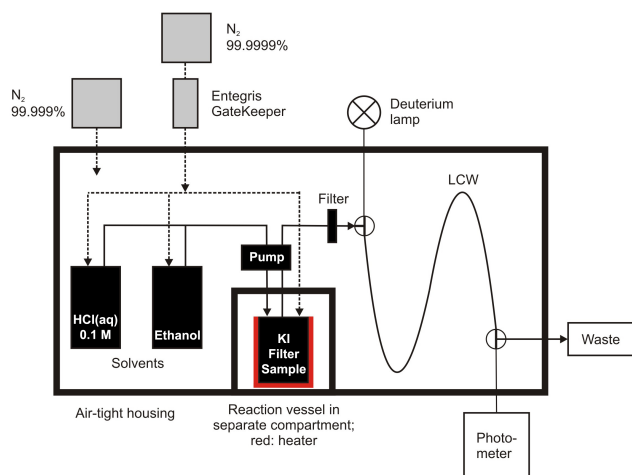 N₂
99.9999%
N₂
99.999%
Entegris
GateKeeper
Deuterium
lamp
Filter
LCW
Pump
HCl(aq)
0.1 M
Ethanol
KI
Filter
Sample
Solvents
Waste
Air-tight housing
Reaction vessel in
separate compartment;
red: heater
Photo-
meter